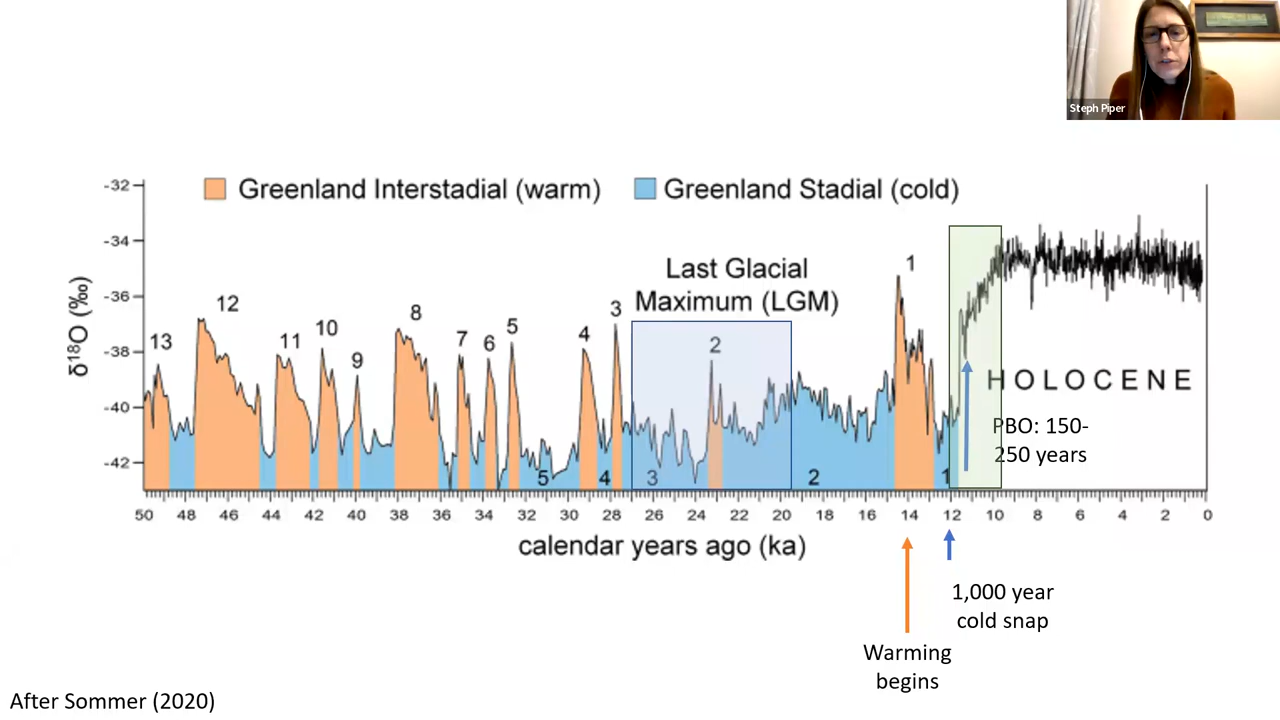 Steph Piper
Greenland Interstadial (warm)
Greenland Stadial (cold)
Last Glacial
Maximum (LGM)
δ¹⁸O (‰)
-32
-34
-36
-38
-40
-42
13
12
11
10
9
8
7
6
5
4
3
2
1
5
4
3
2
1
HOLOCENE
PBO: 150-
250 years
50 48 46 44 42 40 38 36 34 32 30 28 26 24 22 20 18 16 14 12 10 8 6 4 2 0
calendar years ago (ka)
1,000 year
cold snap
Warming
begins
After Sommer (2020)